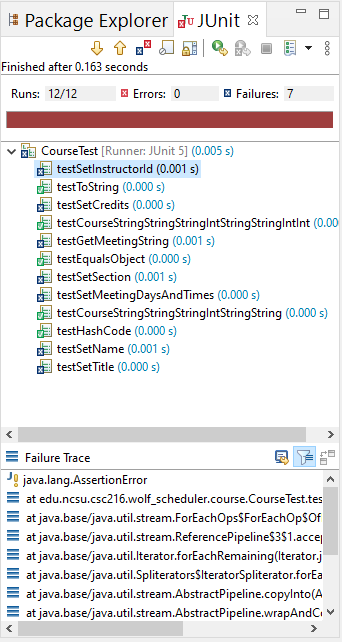 Package Explorer JUnit
Finished after 0.163 seconds
Runs: 12/12 Errors: 0 Failures: 7
CourseTest [Runner: JUnit 5] (0.005 s)
testSetInstructorId (0.001 s)
testToString (0.000 s)
testSetCredits (0.000 s)
testCourseStringStringStringIntStringStringIntInt (0.00
testGetMeetingString (0.001 s)
testEqualsObject (0.000 s)
testSetSection (0.001 s)
testSetMeetingDaysAndTimes (0.000 s)
testCourseStringStringStringIntStringString (0.000 s)
testHashCode (0.000 s)
testSetName (0.001 s)
testSetTitle (0.000 s)
Failure Trace
java.lang.AssertionError
at edu.ncsu.csc216.wolf_scheduler.course.CourseTest.tes
at java.base/java.util.stream.ForEachOps$ForEachOp$Of
at java.base/java.util.stream.ReferencePipeline$3$1.accep
at java.base/java.util.Iterator.forEachRemaining(Iterator.j
at java.base/java.util.Spliterators$IteratorSpliterator.forEa
at java.base/java.util.stream.AbstractPipeline.copyInto(A
at java.base/java.util.stream.AbstractPipeline.wrapAndCo